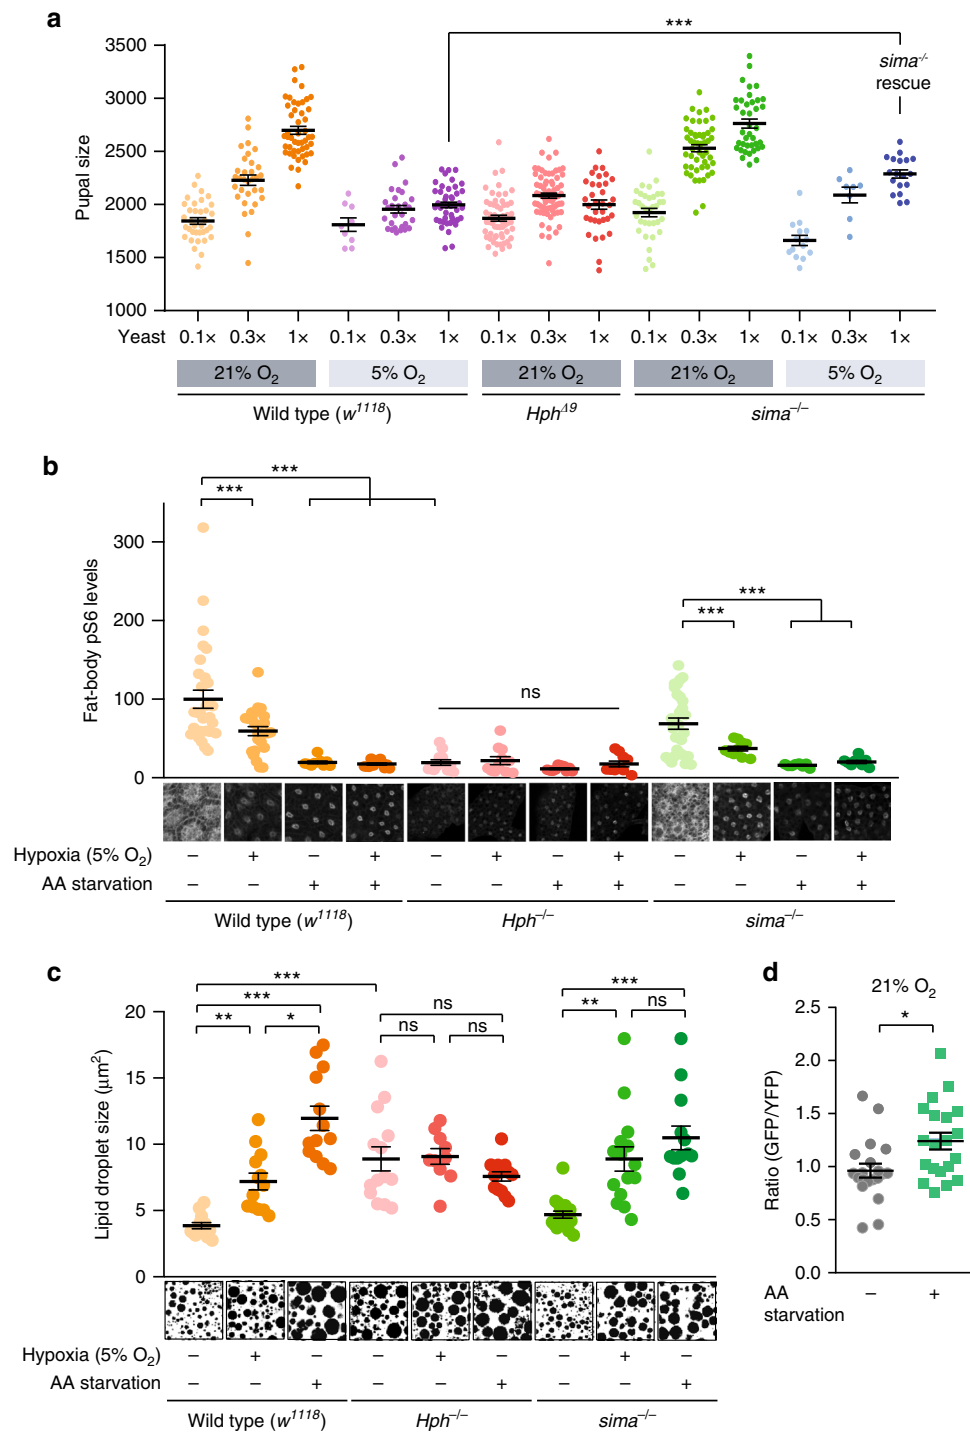 a
***
sima-/-
rescue
3500
3000
2500
2000
1500
1000
Pupal size
Yeast 0.1× 0.3× 1× 0.1× 0.3× 1× 0.1× 0.3× 1× 0.1× 0.3× 1× 0.1× 0.3× 1×
21% O2 5% O2 21% O2 21% O2 5% O2
Wild type (w1118) HphΔ9 sima–/–
b
***
***
***
***
ns
300
200
100
0
Fat-body pS6 levels
Hypoxia (5% O2) – + – + – + – + – + – +
AA starvation – – + + – – + + – – + +
Wild type (w1118) Hph–/– sima–/–
c
***
***
** *
ns
ns ns
***
** ns
20
15
10
5
0
Lipid droplet size (μm2)
Hypoxia (5% O2) – + – – + – – + –
AA starvation – – + – – + – – +
Wild type (w1118) Hph–/– sima–/–
d
21% O2
*
2.5
2.0
1.5
1.0
0.5
0.0
Ratio (GFP/YFP)
AA
starvation – +